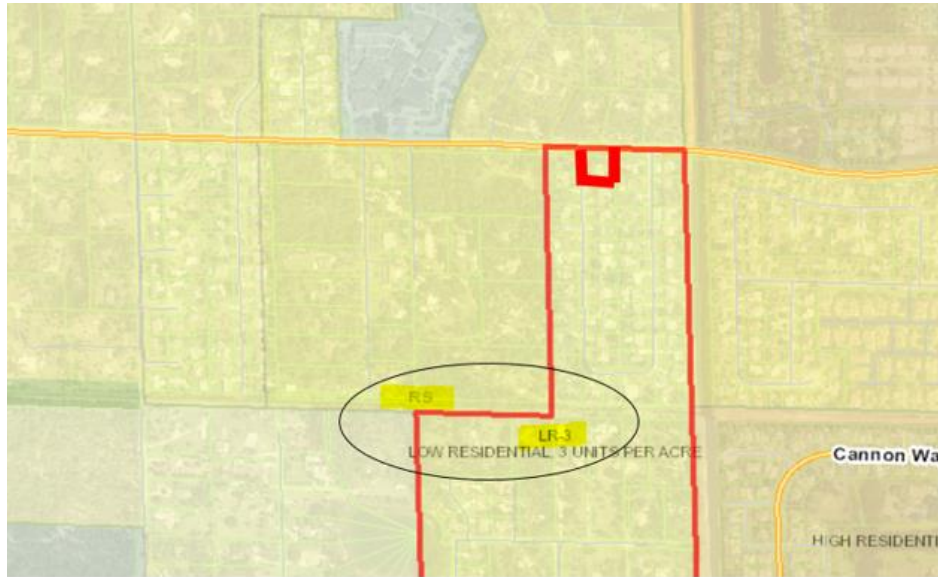 RS
LR-3
LOW RESIDENTIAL, 3 UNITS PER ACRE
Cannon Wa
HIGH RESIDENTI